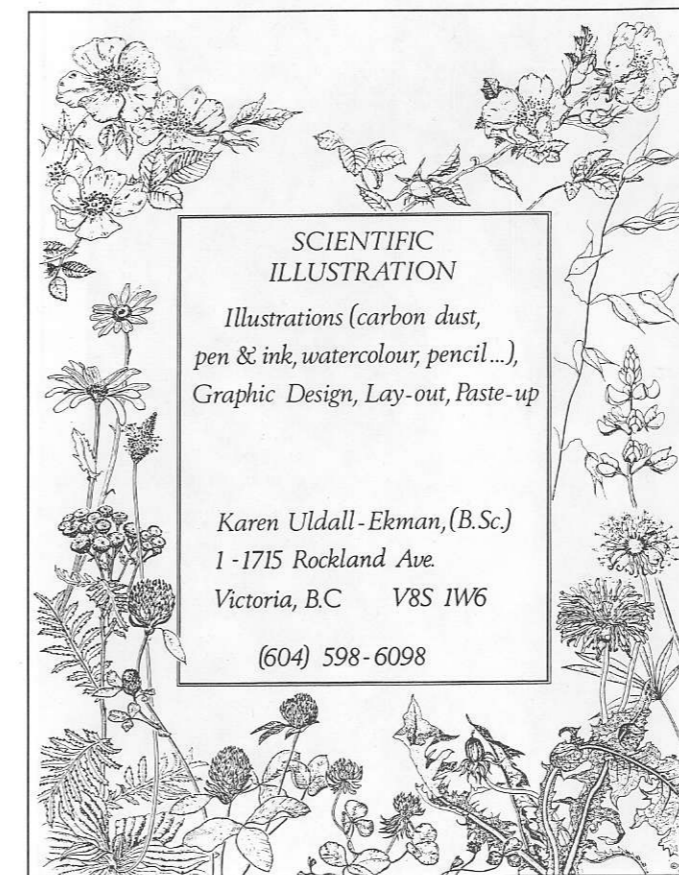 SCIENTIFIC
ILLUSTRATION
Illustrations (carbon dust,
pen & ink, watercolour, pencil...),
Graphic Design, Lay-out, Paste-up
Karen Uldall-Ekman, (B.Sc.)
1-1715 Rockland Ave.
Victoria, B.C V8S 1W6
(604) 598-6098